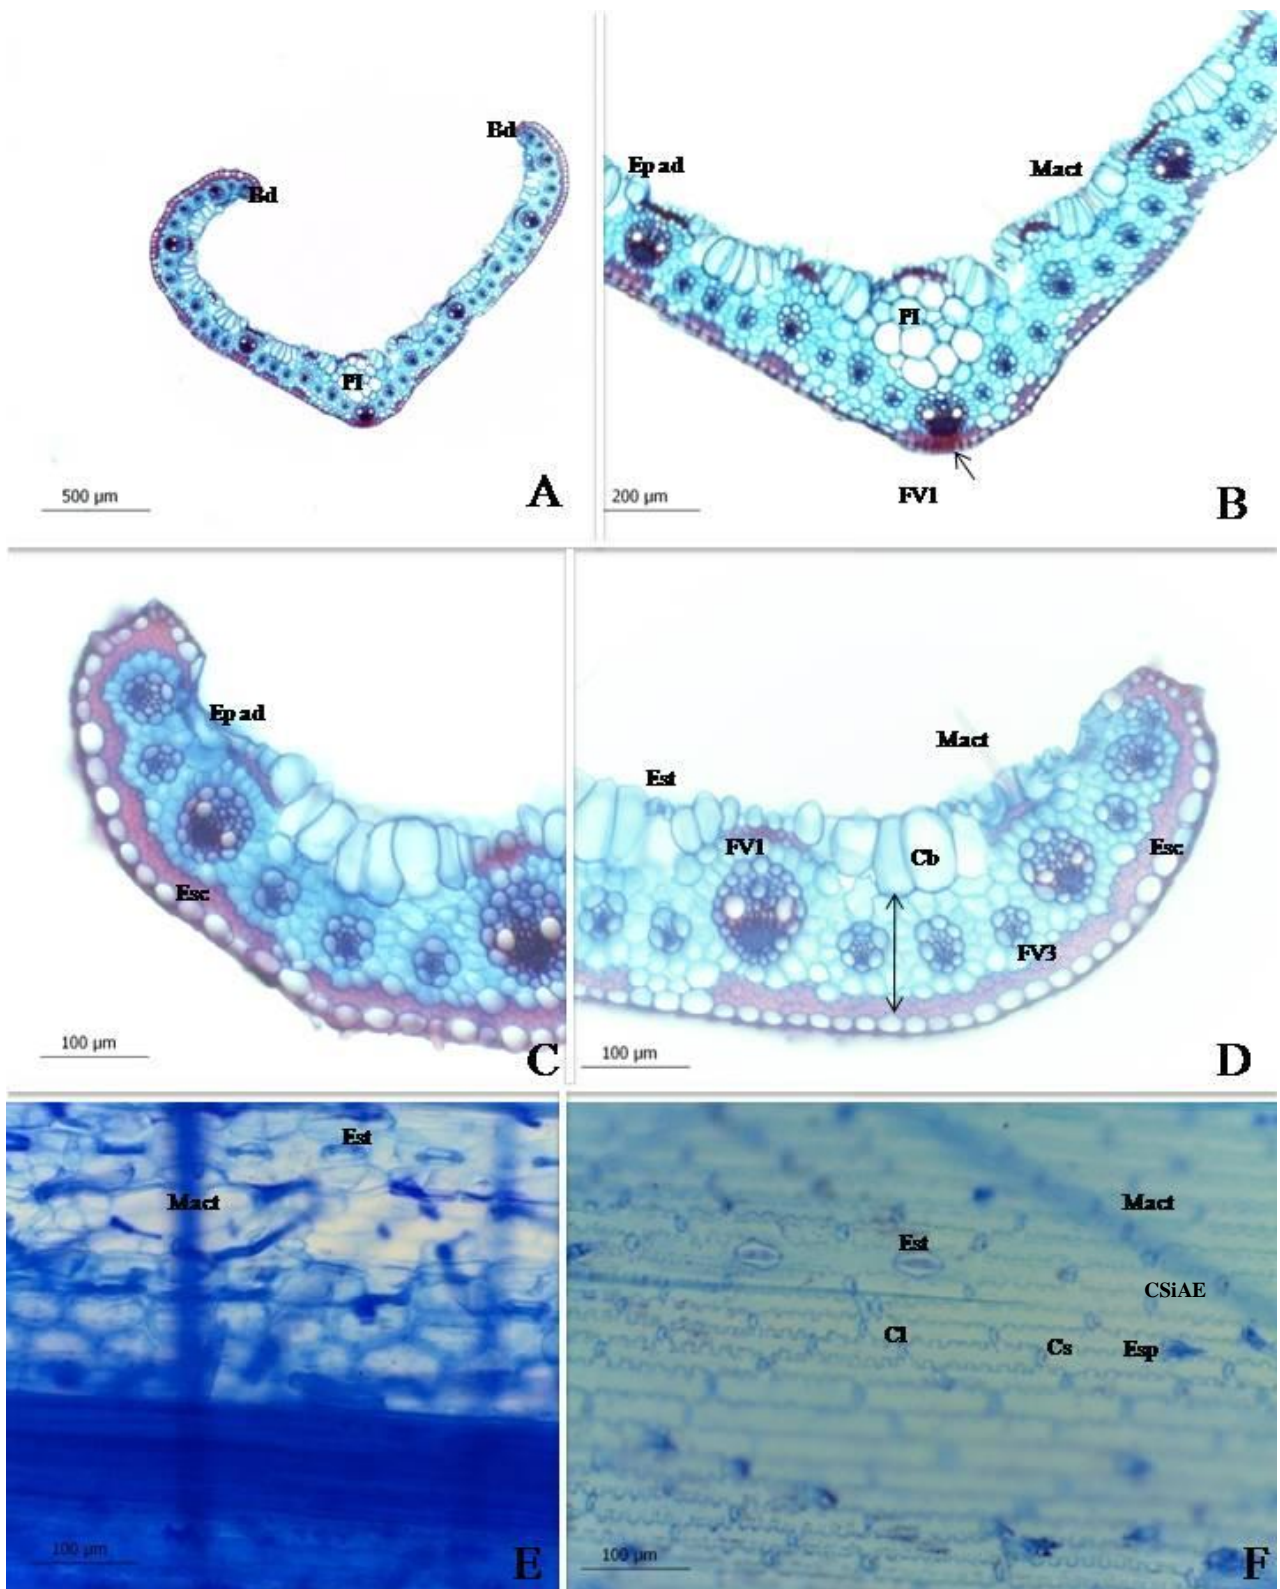 Bd
Bd
Pl
500 µm
A
Ep ad
Mact
Pl
FV1
200 µm
B
Ep ad
Esc
100 µm
C
Mact
Est
FV1
Cb
Esc
FV3
100 µm
D
Est
Mact
100 µm
E
Mact
Est
CSiAE
Cl
Cs
Esp
100 µm
F